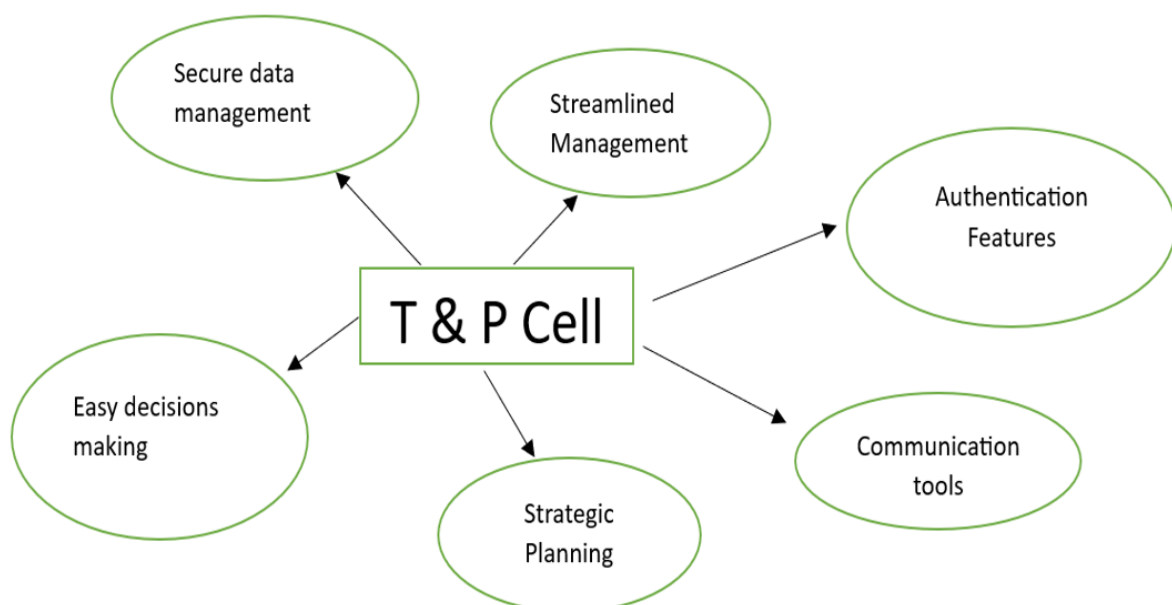 Secure data
management
Streamlined
Management
Authentication
Features
T & P Cell
Easy decisions
making
Communication
tools
Strategic
Planning